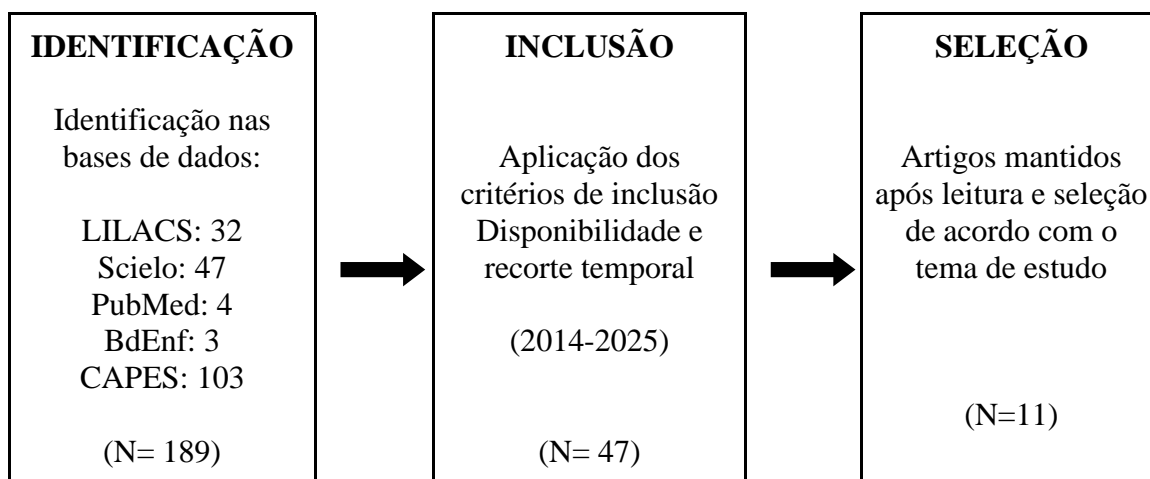 IDENTIFICAÇÃO
Identificação nas
bases de dados:
LILACS: 32
Scielo: 47
PubMed: 4
BdEnf: 3
CAPES: 103
(N= 189)
INCLUSÃO
Aplicação dos
critérios de inclusão
Disponibilidade e
recorte temporal
(2014-2025)
(N= 47)
SELEÇÃO
Artigos mantidos
após leitura e seleção
de acordo com o
tema de estudo
(N=11)